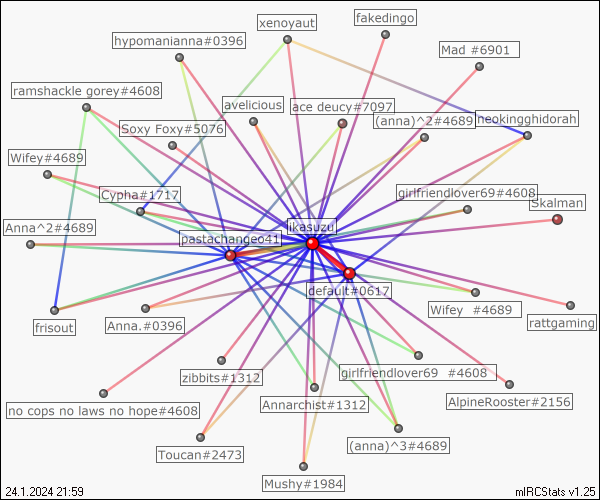 fakedingo
xenoyaut
hypomanianna#0396
Mad #6901
ramshackle gorey#4608
avelicious
ace deucy#7097
(anna)^2#4689
neokingghidorah
Soxy Foxy#5076
Wifey#4689
Cypha#1717
girlfriendlover69#4608
Skalman
Anna^2#4689
ikasuzu
pastachangeo41
default#0617
frisout
Anna.#0396
Wifey #4689
rattgaming
zibbits#1312
girlfriendlover69 #4608
no cops no laws no hope#4608
Annarchist#1312
AlpineRooster#2156
Toucan#2473
(anna)^3#4689
Mushy#1984
24.1.2024 21:59
mIRCStats v1.25